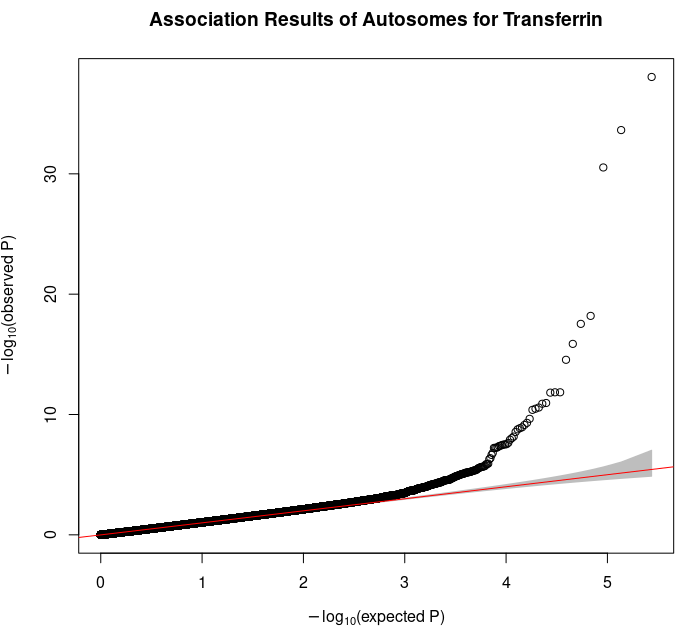 Association Results of Autosomes for Transferrin
30
20
10
0
−log10(observed P)
0 1 2 3 4 5
−log10(expected P)